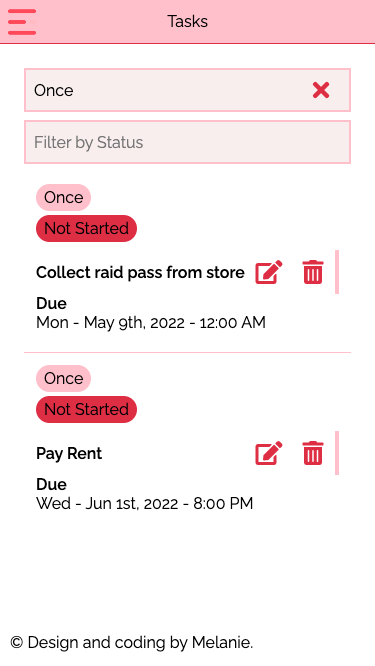 Tasks
Once
Filter by Status
Once
Not Started
Collect raid pass from store
Due
Mon - May 9th, 2022 - 12:00 AM
Once
Not Started
Pay Rent
Due
Wed - Jun 1st, 2022 - 8:00 PM
© Design and coding by Melanie.